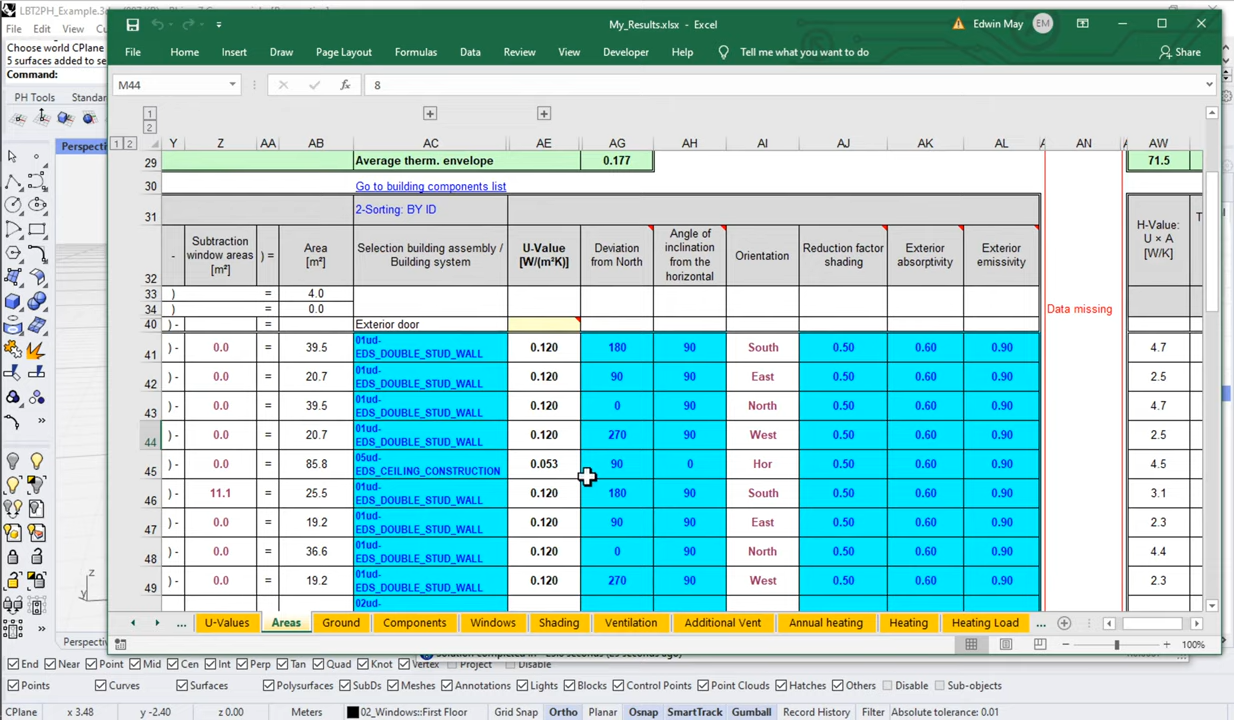 LBT2PH_Example.3
My_Results.xlsx - Excel
Edwin May
EM
File Edit View
File Home Insert Draw Page Layout Formulas Data Review View Developer Help Tell me what you want to do Share
Choose world CPlane
5 surfaces added to se
Command:
M44 fx 8
PH Tools Standa
Perspecti
1
2
1 2 Y Z AA AB AC AE AG AH AI AJ AK AL AN AW
29 Average therm. envelope 0.177 71.5
30 Go to building components list
31 2-Sorting: BY ID
32 - Subtraction window areas [m²] ) = Area [m²] Selection building assembly / Building system U-Value [W/(m²K)] Deviation from North Angle of inclination from the horizontal Orientation Reduction factor shading Exterior absorptivity Exterior emissivity H-Value: U × A [W/K] T
33 ) = 4.0
34 ) = 0.0 Data missing
40 ) - = Exterior door
41 ) - 0.0 = 39.5 01ud-EDS_DOUBLE_STUD_WALL 0.120 180 90 South 0.50 0.60 0.90 4.7
42 ) - 0.0 = 20.7 01ud-EDS_DOUBLE_STUD_WALL 0.120 90 90 East 0.50 0.60 0.90 2.5
43 ) - 0.0 = 39.5 01ud-EDS_DOUBLE_STUD_WALL 0.120 0 90 North 0.50 0.60 0.90 4.7
44 ) - 0.0 = 20.7 01ud-EDS_DOUBLE_STUD_WALL 0.120 270 90 West 0.50 0.60 0.90 2.5
45 ) - 0.0 = 85.8 05ud-EDS_CEILING_CONSTRUCTION 0.053 90 0 Hor 0.50 0.60 0.90 4.5
46 ) - 11.1 = 25.5 01ud-EDS_DOUBLE_STUD_WALL 0.120 180 90 South 0.50 0.60 0.90 3.1
47 ) - 0.0 = 19.2 01ud-EDS_DOUBLE_STUD_WALL 0.120 90 90 East 0.50 0.60 0.90 2.3
48 ) - 0.0 = 36.6 01ud-EDS_DOUBLE_STUD_WALL 0.120 0 90 North 0.50 0.60 0.90 4.4
49 ) - 0.0 = 19.2 01ud-EDS_DOUBLE_STUD_WALL 0.120 270 90 West 0.50 0.60 0.90 2.3
02ud-
... U-Values Areas Ground Components Windows Shading Ventilation Additional Vent Annual heating Heating Heating Load ...
z
y
Perspecti
100%
End Near Point Mid Cen Int Perp Tan Quad Knot Vertex Project Disable
Points Curves Surfaces Polysurfaces SubDs Meshes Annotations Lights Blocks Control Points Point Clouds Hatches Others Disable Sub-objects
CPlane x 3.48 y -2.40 z 0.00 Meters 02_Windows::First Floor Grid Snap Ortho Planar Osnap SmartTrack Gumball Record History Filter Absolute tolerance: 0.01